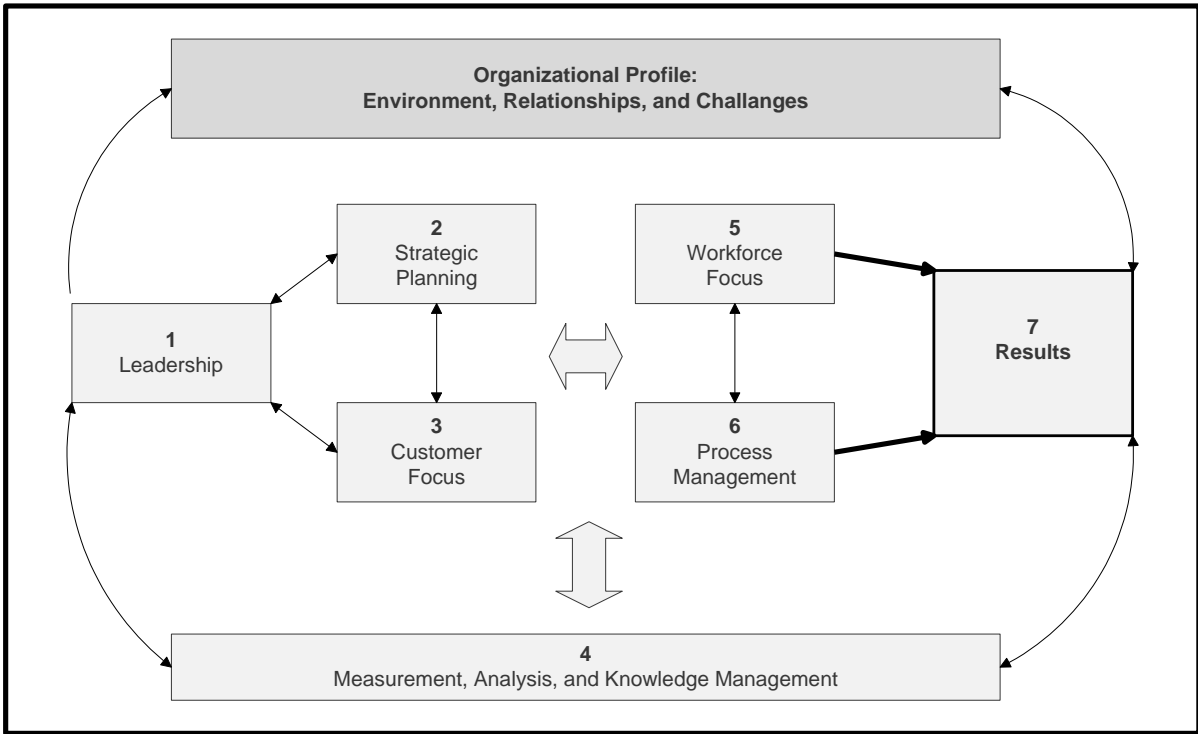 Organizational Profile:
Environment, Relationships, and Challanges
2
Strategic
Planning
5
Workforce
Focus
1
Leadership
7
Results
3
Customer
Focus
6
Process
Management
4
Measurement, Analysis, and Knowledge Management